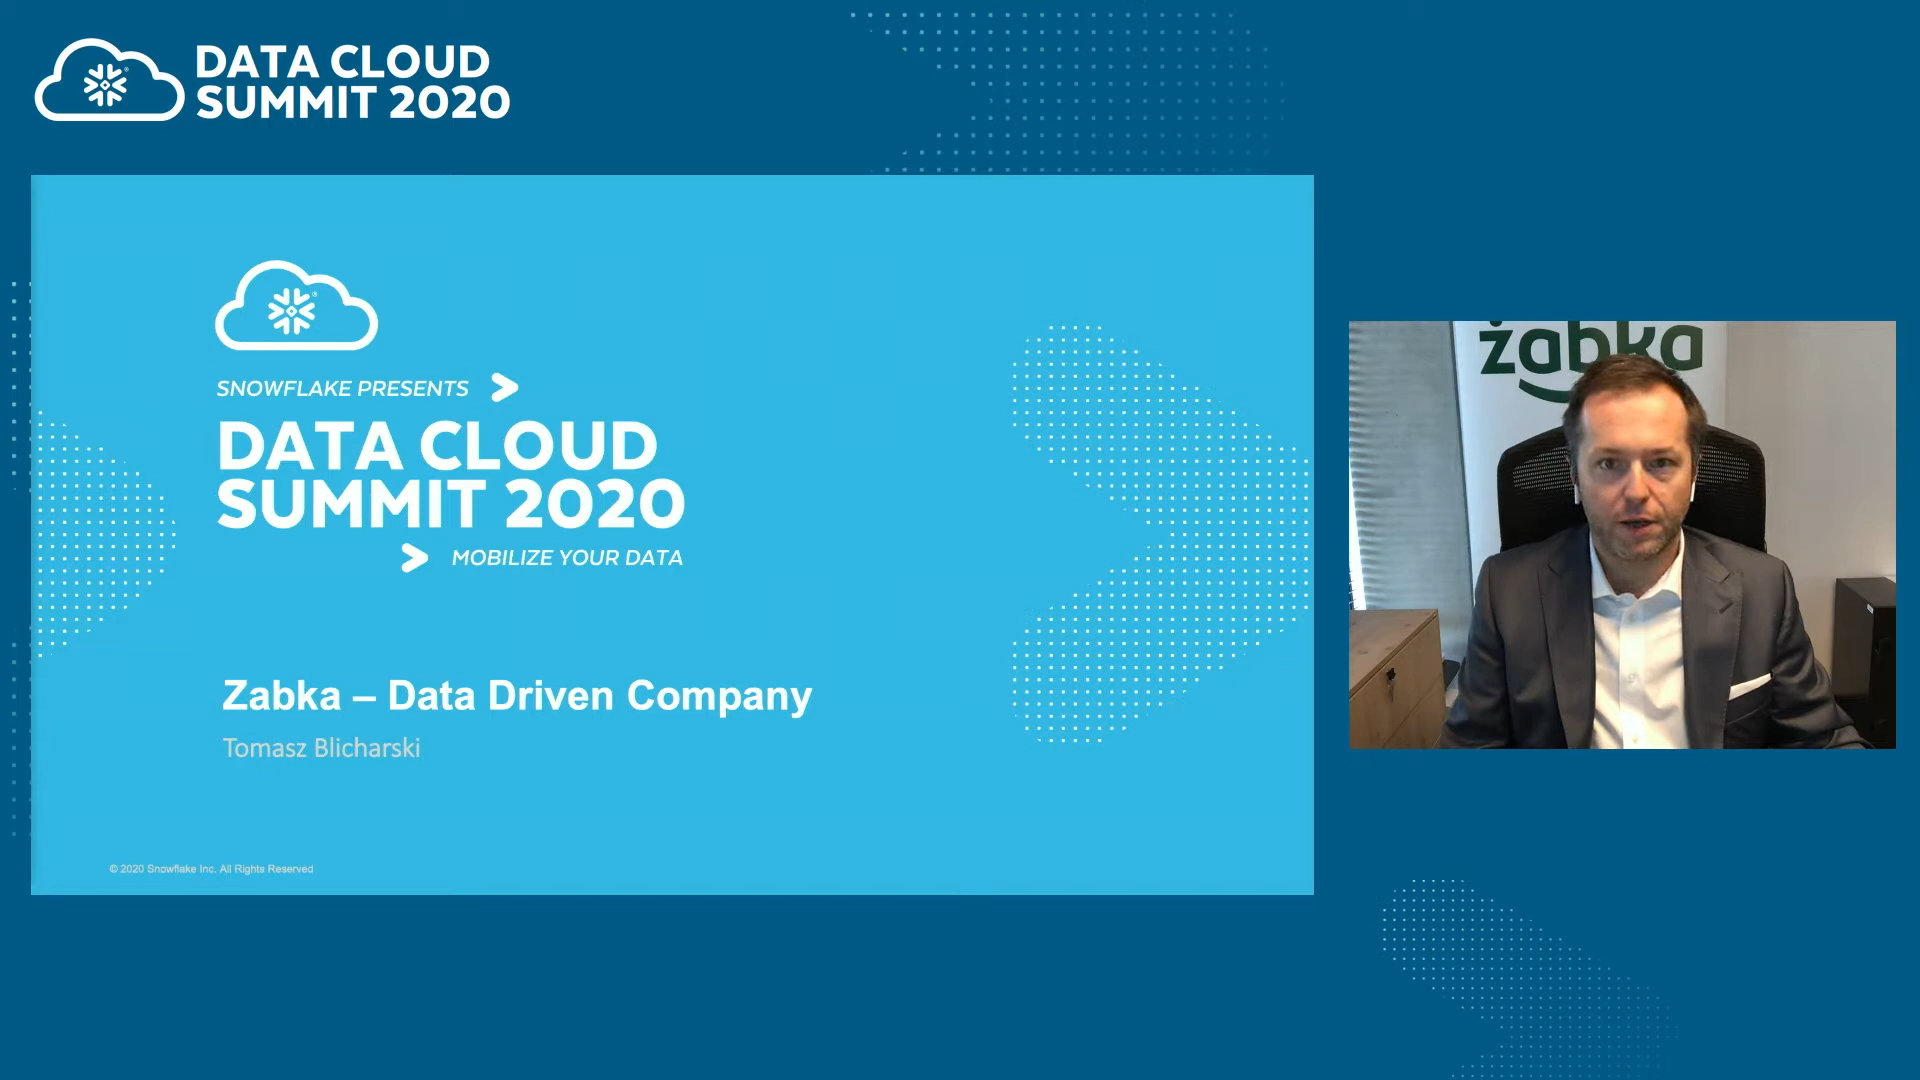 DATA CLOUD
SUMMIT 2020
SNOWFLAKE PRESENTS
DATA CLOUD
SUMMIT 2020
MOBILIZE YOUR DATA
Zabka – Data Driven Company
Tomasz Blicharski
© 2020 Snowflake Inc. All Rights Reserved
żabka